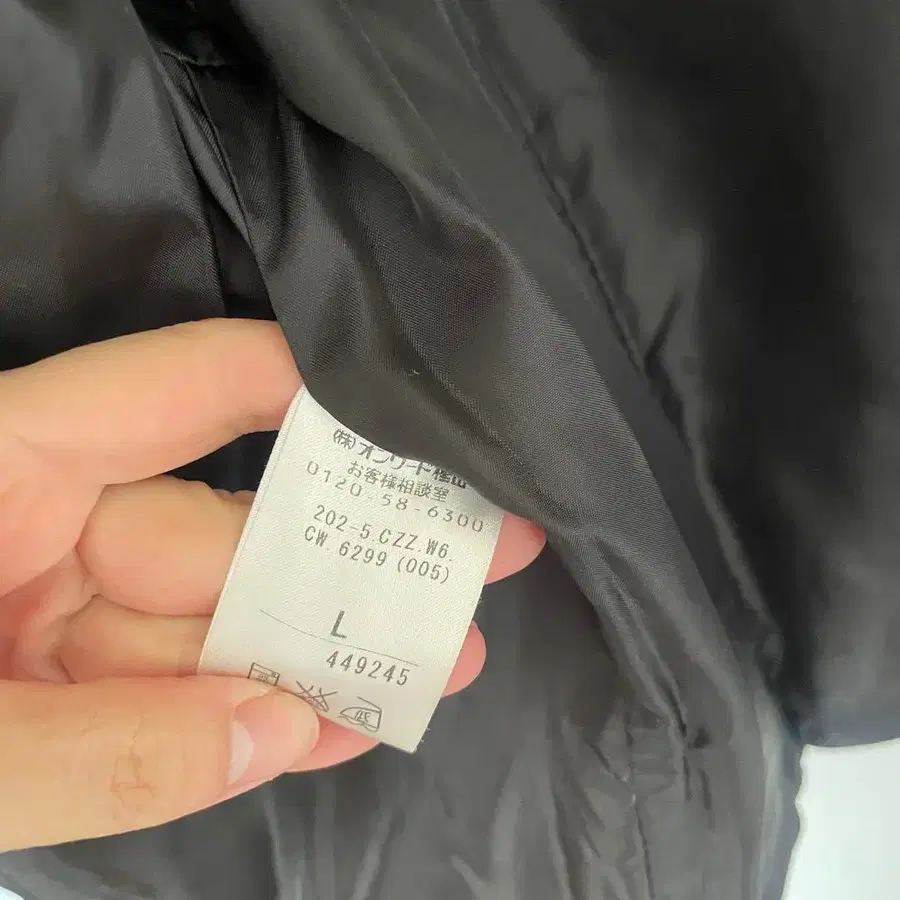 (株)オンワード樫山
お客様相談室
0120-58-6300
202-5.CZZ.W6.
CW.6299 (005)
L
449245
低